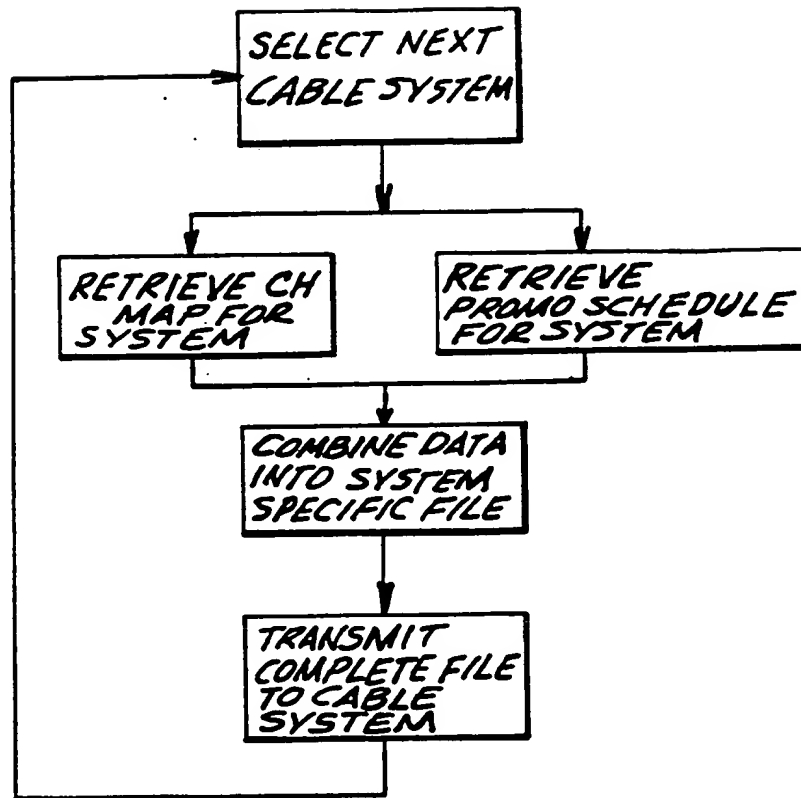 SELECT NEXT
CABLE SYSTEM
RETRIEVE CH
MAP FOR
SYSTEM
RETRIEVE
PROMO SCHEDULE
FOR SYSTEM
COMBINE DATA
INTO SYSTEM
SPECIFIC FILE
TRANSMIT
COMPLETE FILE
TO CABLE
SYSTEM